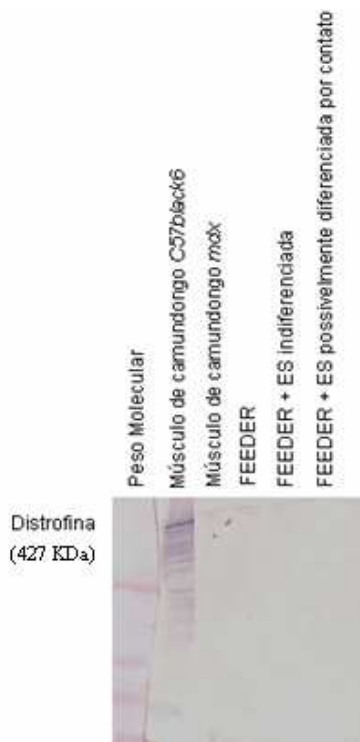 Peso Molecular
Músculo de camundongo C57black6
Músculo de camundongo mdx
FEEDER
FEEDER + ES indiferenciada
FEEDER + ES possivelmente diferenciada por contato
Distrofina
(427 KDa)